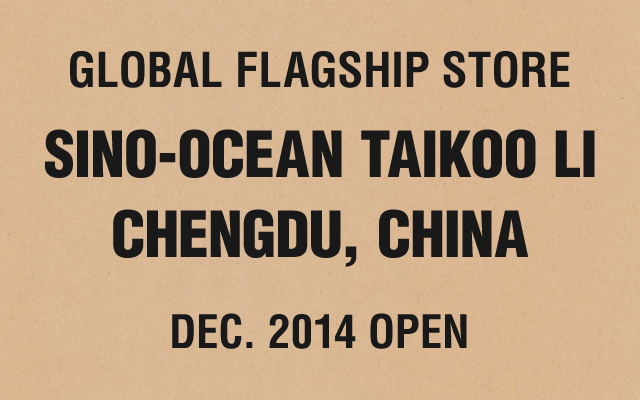 GLOBAL FLAGSHIP STORE
SINO-OCEAN TAIKOO LI
CHENGDU, CHINA
DEC. 2014 OPEN